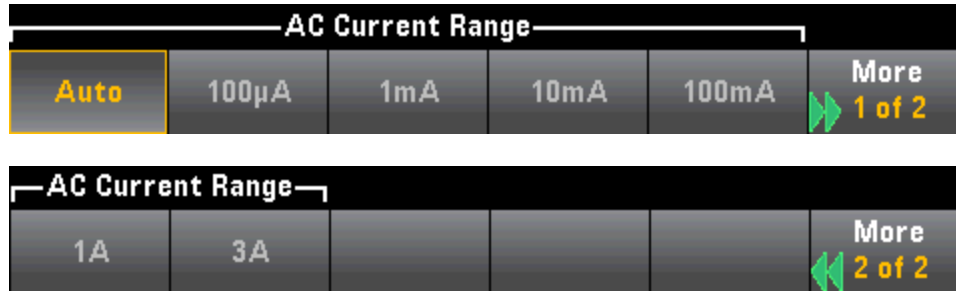 AC Current Range
Auto 100µA 1mA 10mA 100mA More
1 of 2
AC Current Range
1A 3A More
2 of 2